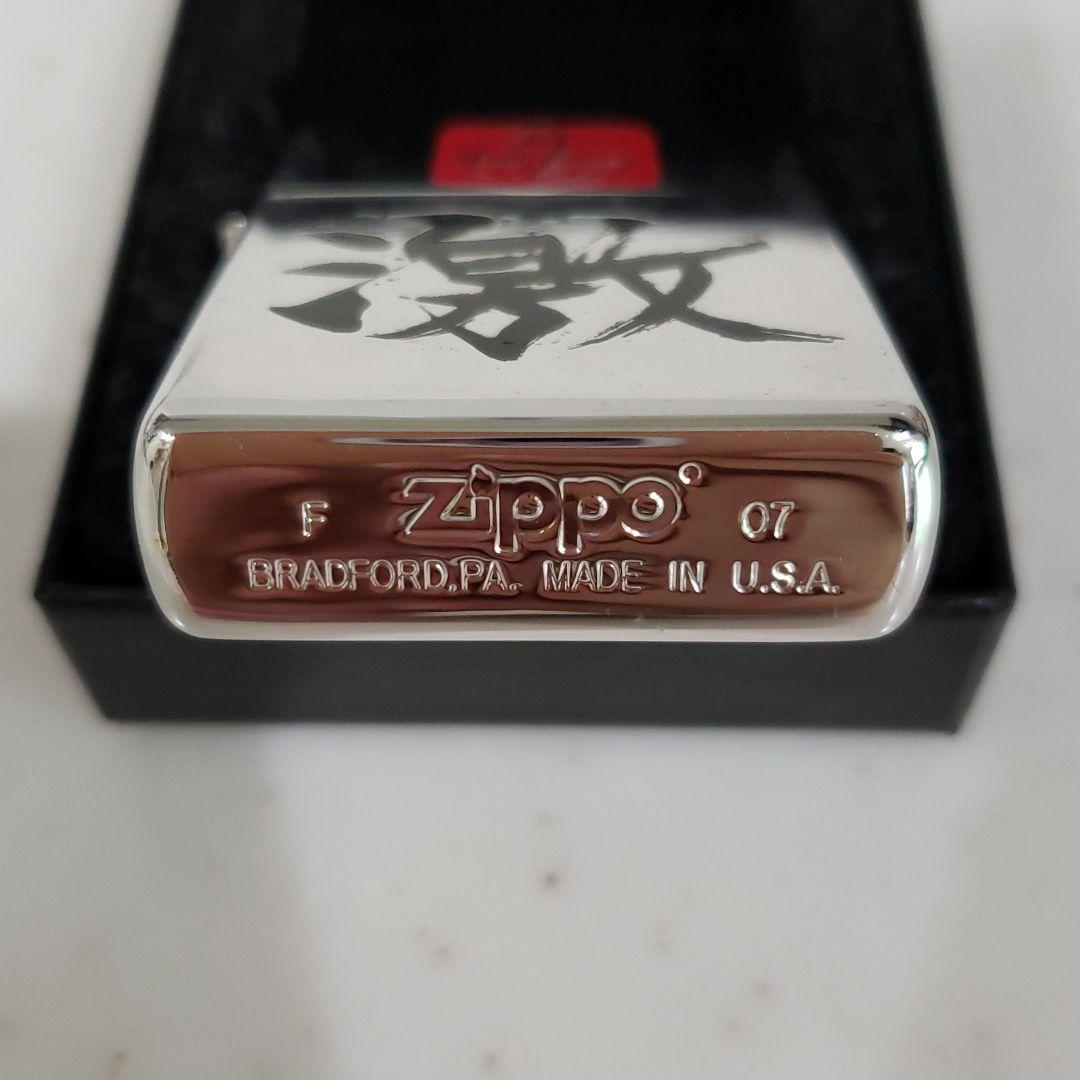 激
F Zippo 07
BRADFORD,PA. MADE IN U.S.A.